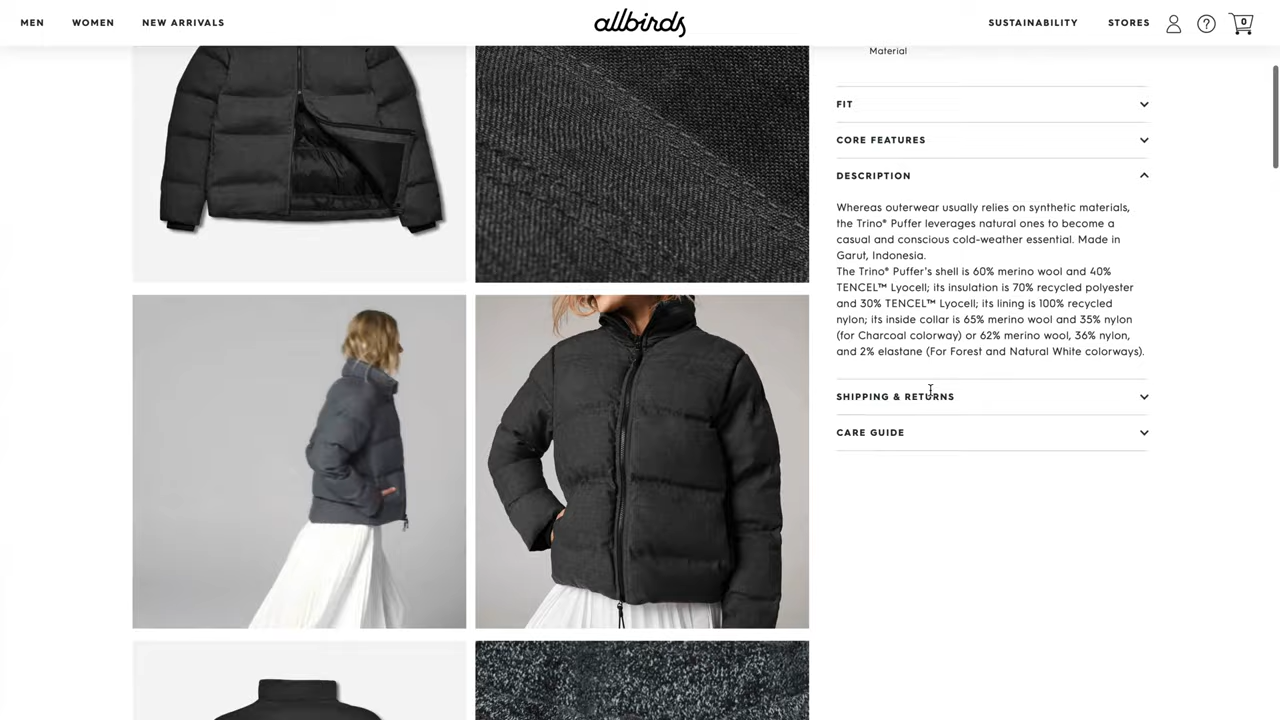 MEN
WOMEN
NEW ARRIVALS
allbirds
SUSTAINABILITY
STORES
0
Material
FIT
CORE FEATURES
DESCRIPTION
Whereas outerwear usually relies on synthetic materials,
the Trino® Puffer leverages natural ones to become a
casual and conscious cold-weather essential. Made in
Garut, Indonesia.
The Trino® Puffer's shell is 60% merino wool and 40%
TENCEL™ Lyocell; its insulation is 70% recycled polyester
and 30% TENCEL™ Lyocell; its lining is 100% recycled
nylon; its inside collar is 65% merino wool and 35% nylon
(for Charcoal colorway) or 62% merino wool, 36% nylon,
and 2% elastane (For Forest and Natural White colorways).
SHIPPING & RETURNS
CARE GUIDE